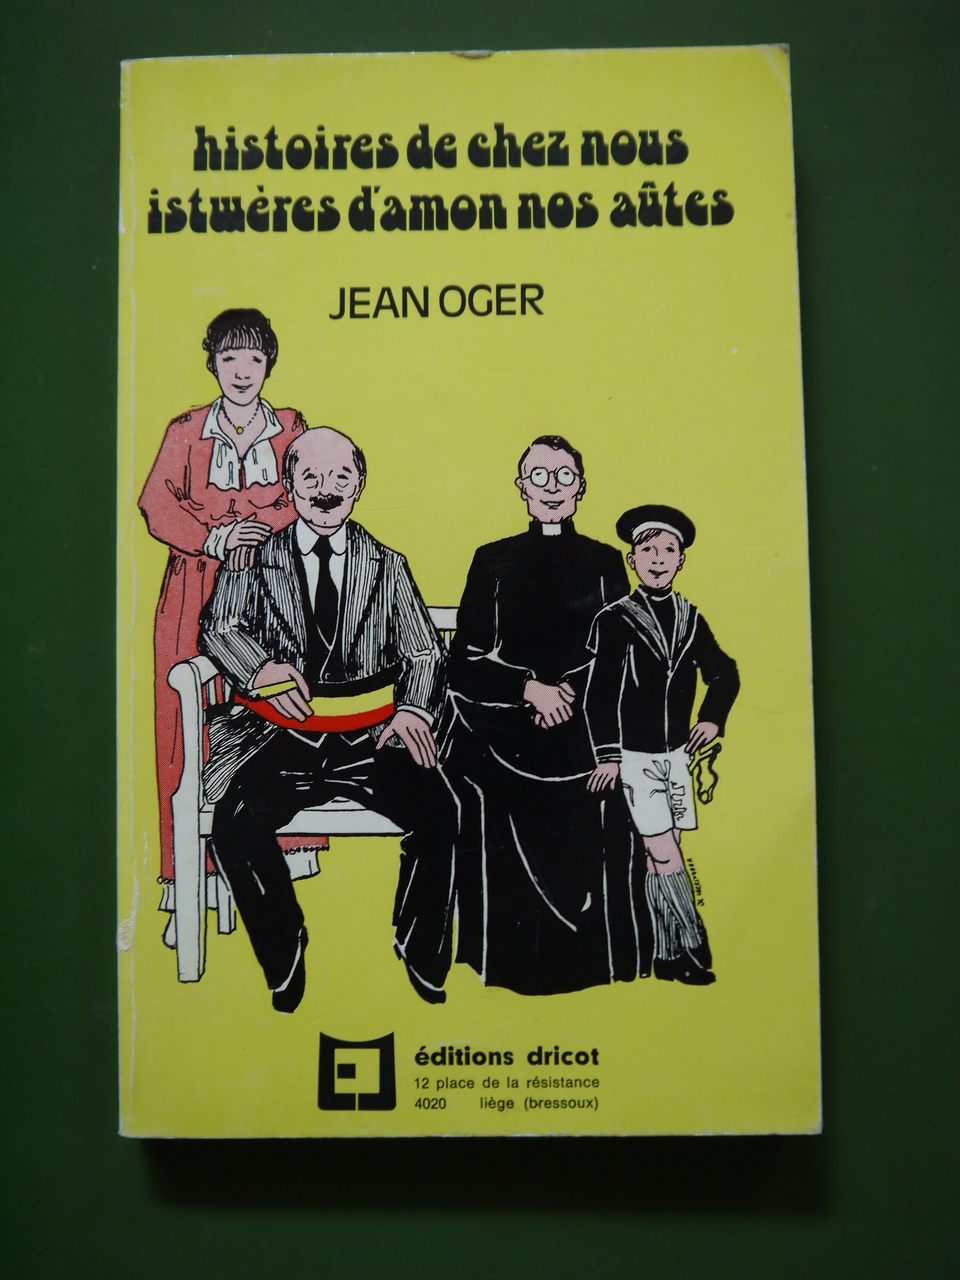 histoires de chez nous
istwères d'amon nos aûtes
JEAN OGER
éditions dricot
12 place de la résistance
4020 liège (bressoux)